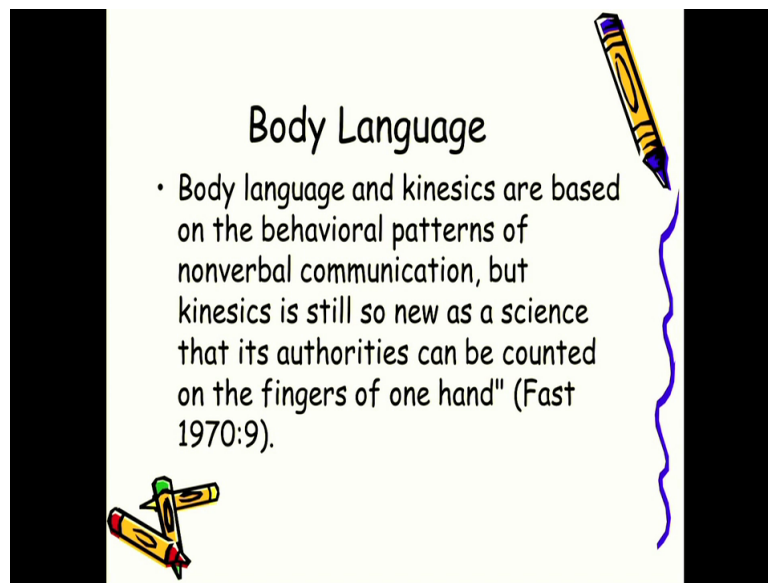 Body Language
• Body language and kinesics are based
on the behavioral patterns of
nonverbal communication, but
kinesics is still so new as a science
that its authorities can be counted
on the fingers of one hand" (Fast
1970:9).